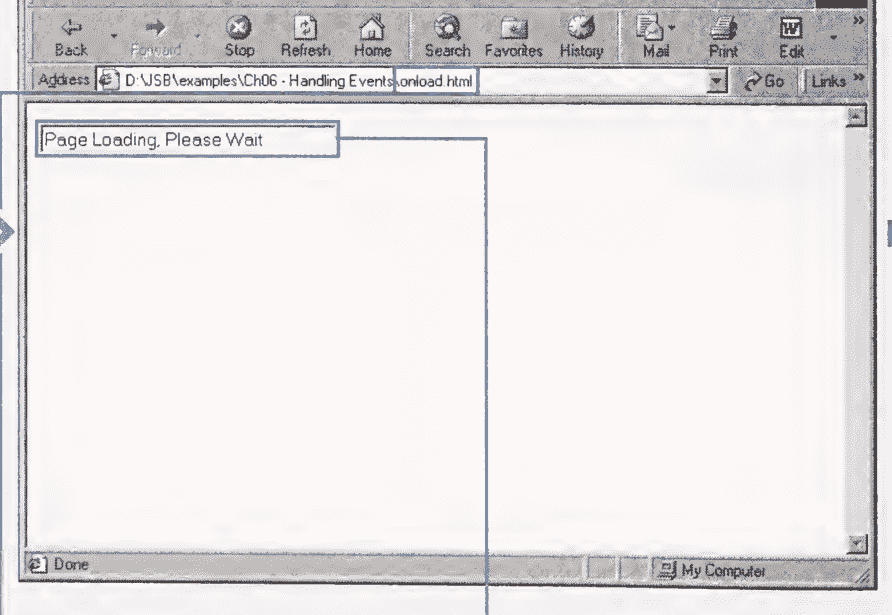 Back Forward Stop Refresh Home Search Favorites History Mail Print Edit »
Address D:\JSB\examples\Ch06 - Handling Events\onload.html Go Links »
Page Loading, Please Wait
Done My Computer